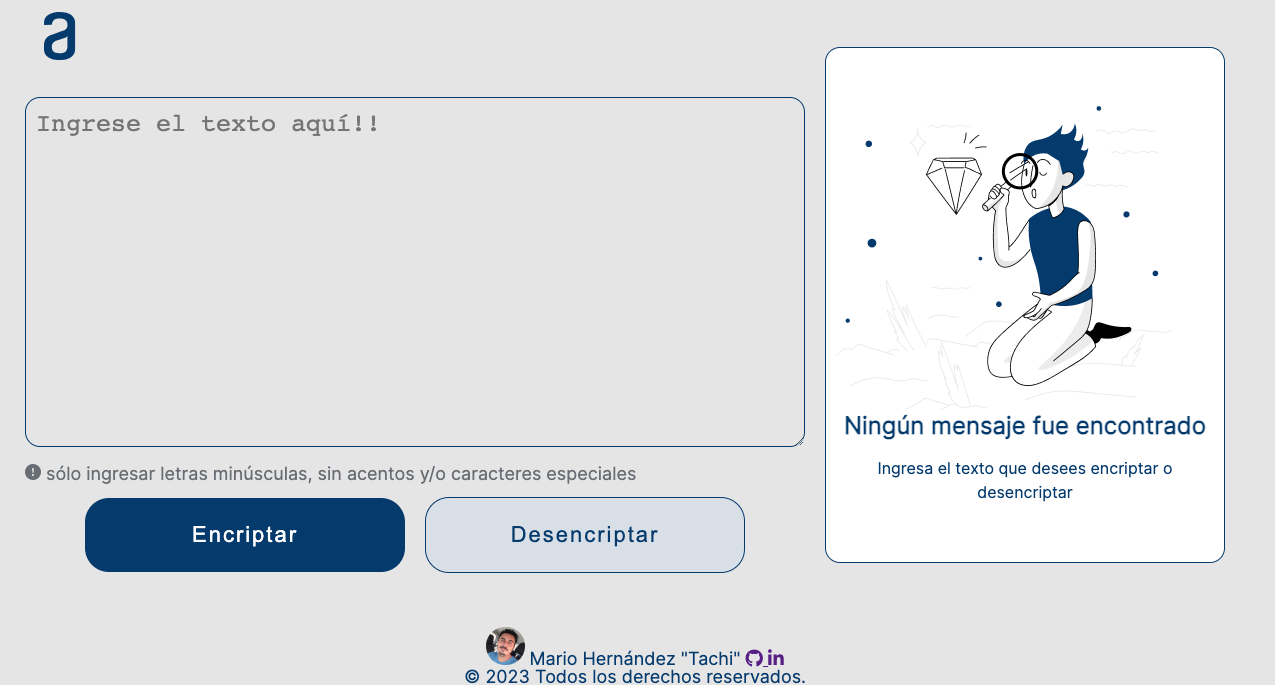 a
Ingrese el texto aquí!!
sólo ingresar letras minúsculas, sin acentos y/o caracteres especiales
Encriptar
Desencriptar
Ningún mensaje fue encontrado
Ingresa el texto que desees encriptar o
desencriptar
Mario Hernández "Tachi" in
© 2023 Todos los derechos reservados.